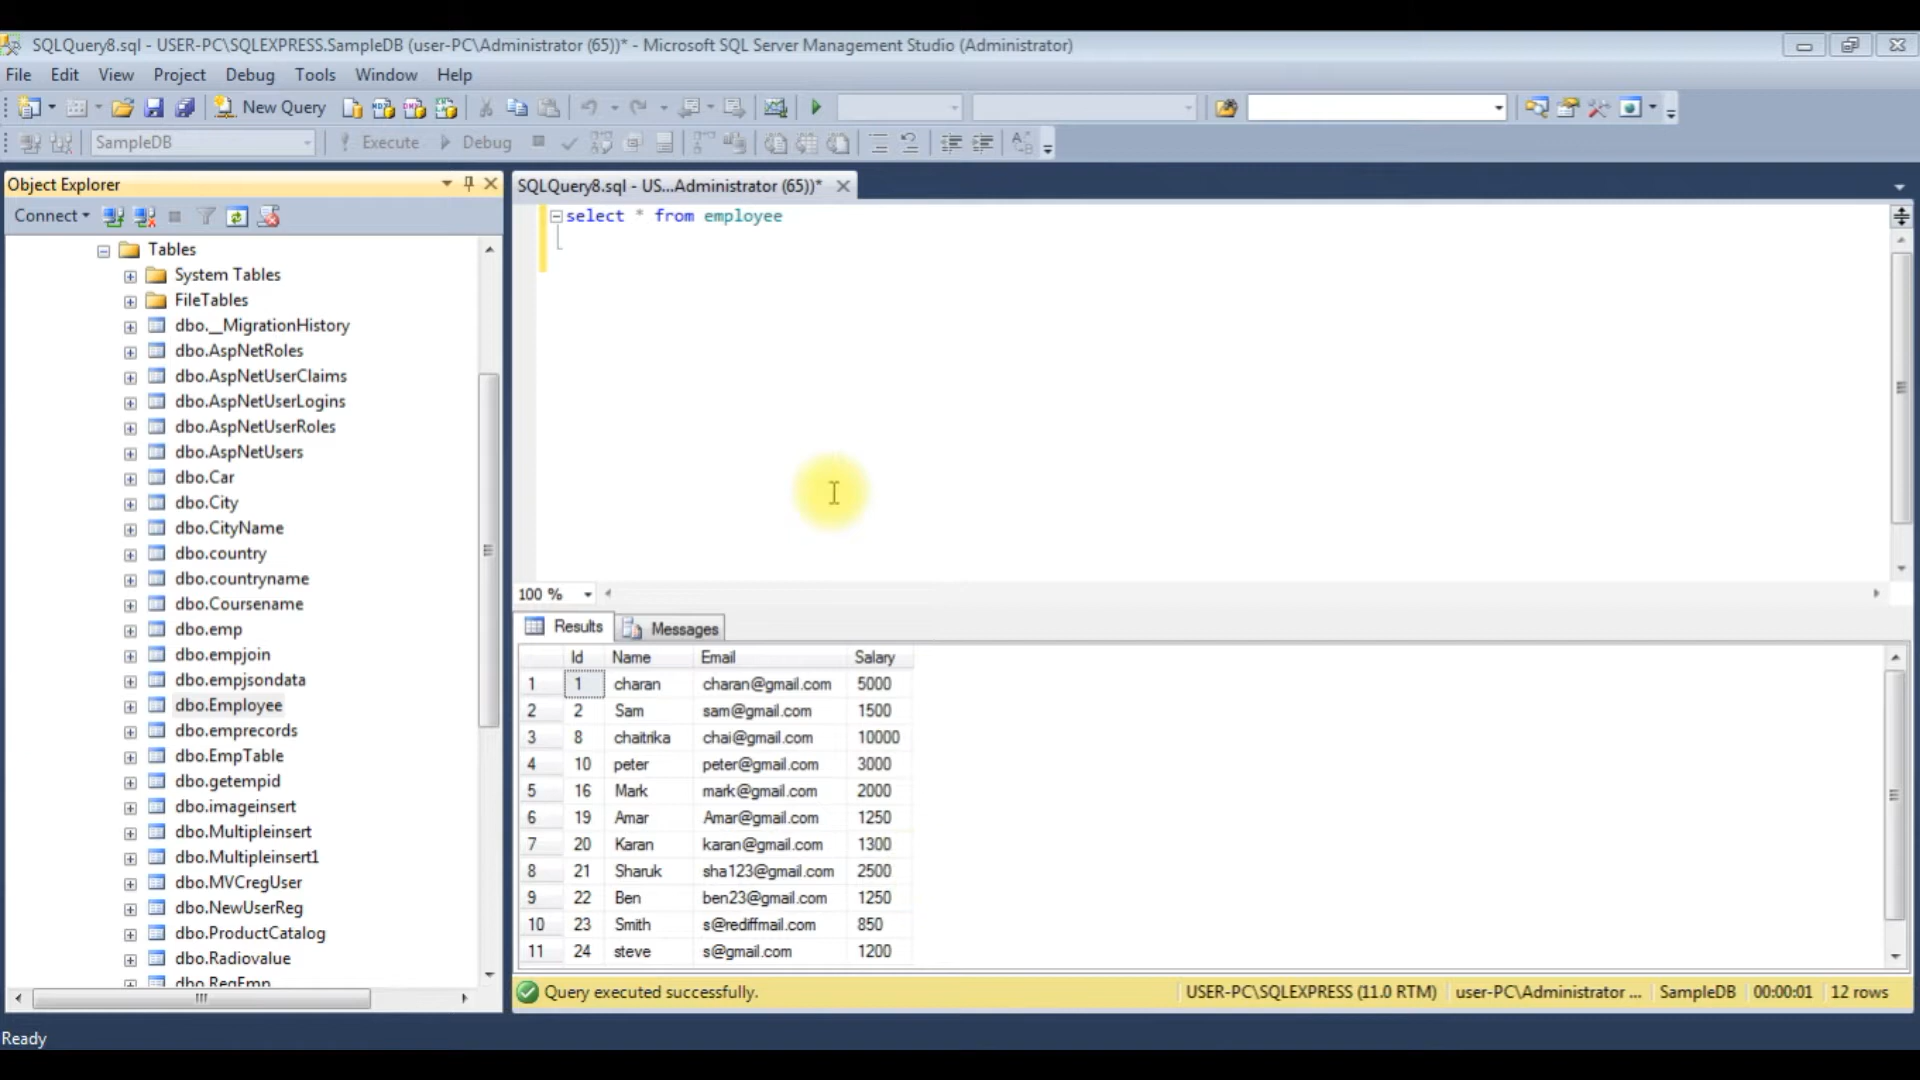 SQLQuery8.sql - USER-PC\SQLEXPRESS.SampleDB (user-PC\Administrator (65))* - Microsoft SQL Server Management Studio (Administrator)
File Edit View Project Debug Tools Window Help
New Query
SampleDB Execute Debug
Object Explorer
Connect
Tables
System Tables
FileTables
dbo.__MigrationHistory
dbo.AspNetRoles
dbo.AspNetUserClaims
dbo.AspNetUserLogins
dbo.AspNetUserRoles
dbo.AspNetUsers
dbo.Car
dbo.City
dbo.CityName
dbo.country
dbo.countryname
dbo.Coursename
dbo.emp
dbo.empjoin
dbo.empjsondata
dbo.Employee
dbo.emprecords
dbo.EmpTable
dbo.getempid
dbo.imageinsert
dbo.Multipleinsert
dbo.Multipleinsert1
dbo.MVCregUser
dbo.NewUserReg
dbo.ProductCatalog
dbo.Radiovalue
dbo.RegEmp
SQLQuery8.sql - US...Administrator (65))*
select * from employee
100 %
Results Messages
Id Name Email Salary
1 1 charan charan@gmail.com 5000
2 2 Sam sam@gmail.com 1500
3 8 chaitrika chai@gmail.com 10000
4 10 peter peter@gmail.com 3000
5 16 Mark mark@gmail.com 2000
6 19 Amar Amar@gmail.com 1250
7 20 Karan karan@gmail.com 1300
8 21 Sharuk sha123@gmail.com 2500
9 22 Ben ben23@gmail.com 1250
10 23 Smith s@rediffmail.com 850
11 24 steve s@gmail.com 1200
Query executed successfully. USER-PC\SQLEXPRESS (11.0 RTM) user-PC\Administrator ... SampleDB 00:00:01 12 rows
Ready